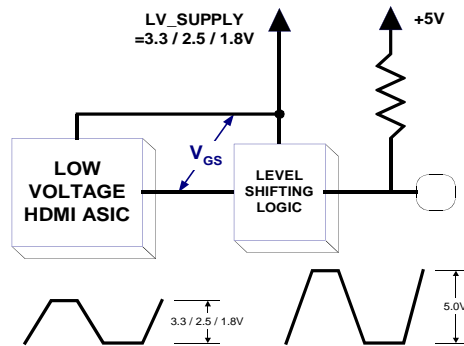 LV_SUPPLY
=3.3 / 2.5 / 1.8V
+5V
VGS
LOW
VOLTAGE
HDMI ASIC
LEVEL
SHIFTING
LOGIC
3.3 / 2.5 / 1.8V
5.0V